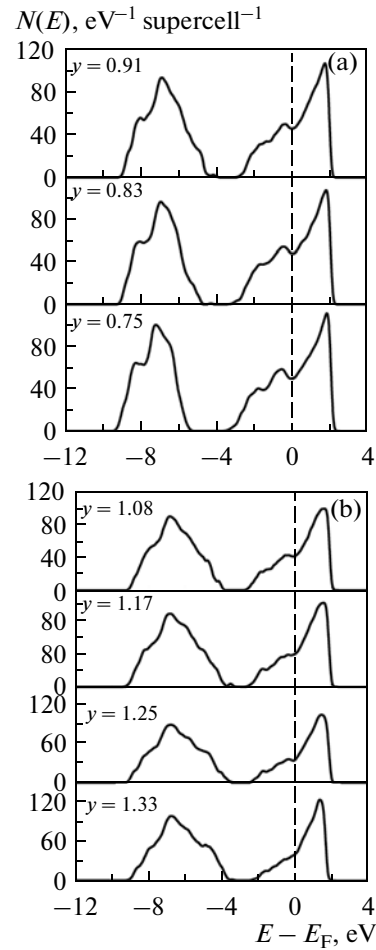 N(E), eV⁻¹ supercell⁻¹
120
y = 0.91
(a)
80
40
0
y = 0.83
80
40
0
y = 0.75
80
40
0
−12 −8 −4 0 4
120
y = 1.08
(b)
80
40
0
y = 1.17
80
80
0
120
y = 1.25
60
0
120
y = 1.33
60
0
−12 −8 −4 0 4
E − E_F, eV